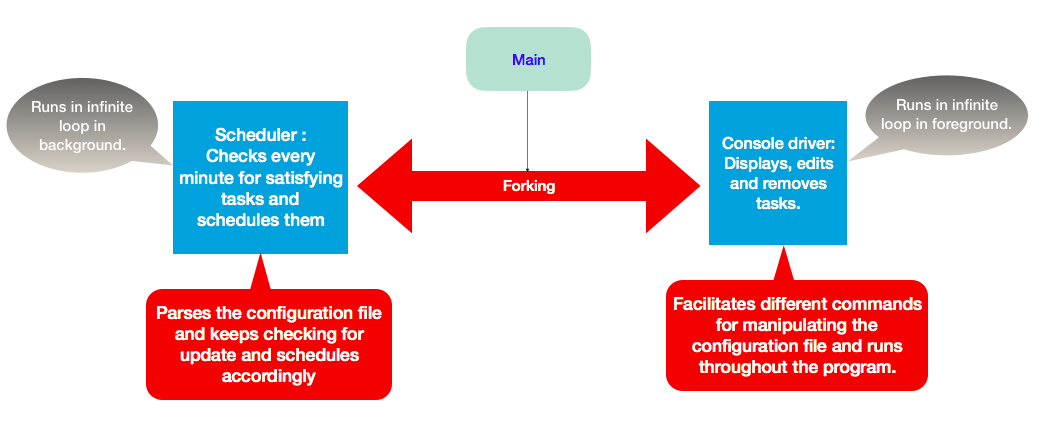 Main
Runs in infinite
loop in
background.
Scheduler :
Checks every
minute for satisfying
tasks and
schedules them
Forking
Console driver:
Displays, edits
and removes
tasks.
Runs in infinite
loop in foreground.
Parses the configuration file
and keeps checking for
update and schedules
accordingly
Facilitates different commands
for manipulating the
configuration file and runs
throughout the program.